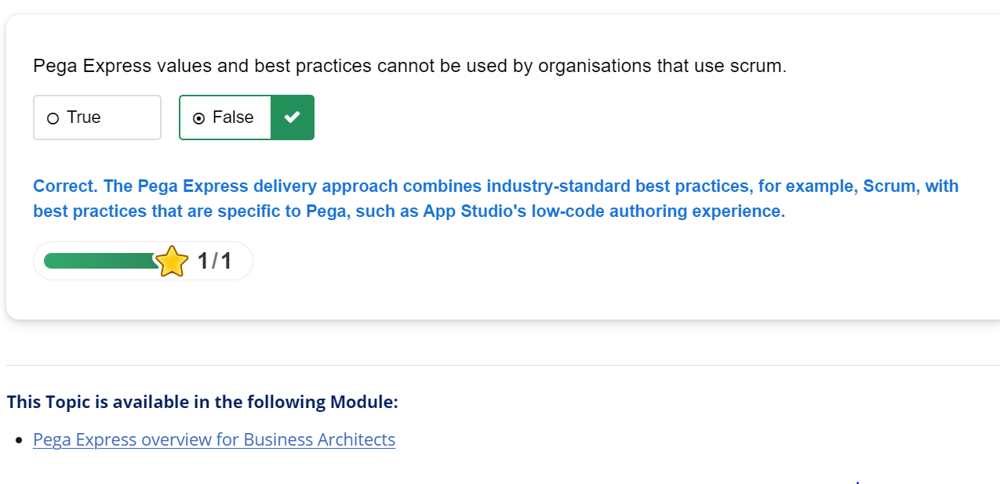 Pega Express values and best practices cannot be used by organisations that use scrum.
True
False
Correct. The Pega Express delivery approach combines industry-standard best practices, for example, Scrum, with
best practices that are specific to Pega, such as App Studio's low-code authoring experience.
1/1
This Topic is available in the following Module:
Pega Express overview for Business Architects